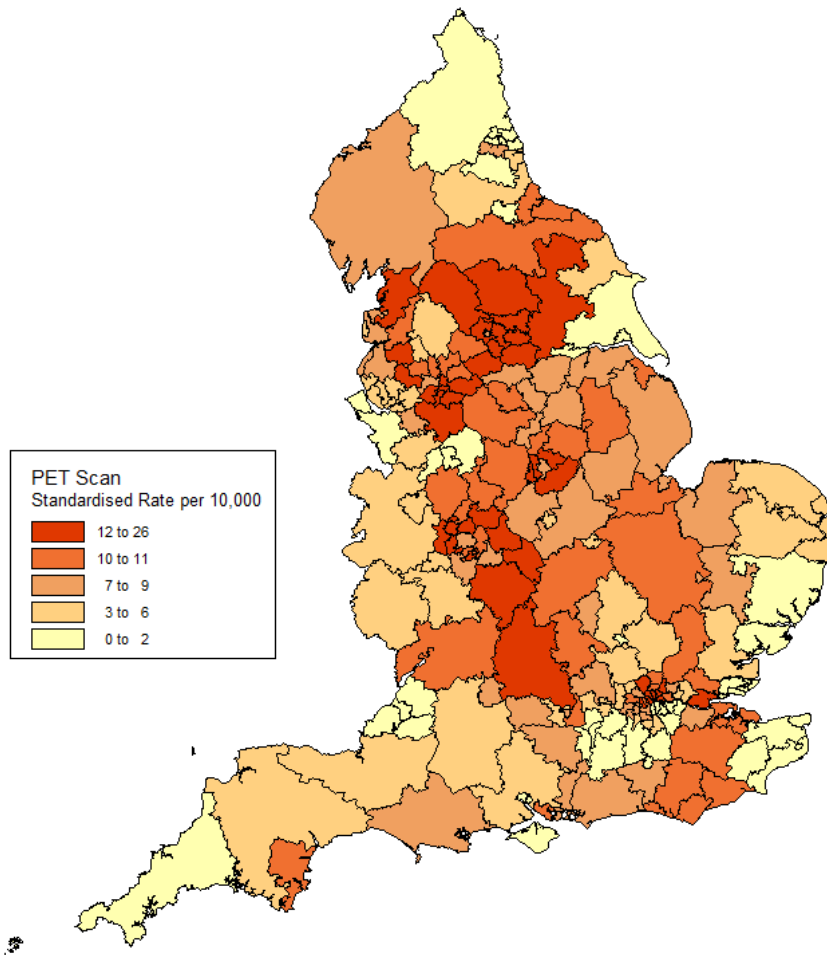 PET Scan
Standardised Rate per 10,000
12 to 26
10 to 11
7 to 9
3 to 6
0 to 2